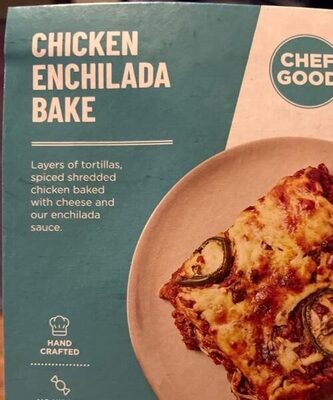 CHICKEN
ENCHILADA
BAKE
CHEF
GOOD
Layers of tortillas,
spiced shredded
chicken baked
with cheese and
our enchilada
sauce.
HAND
CRAFTED